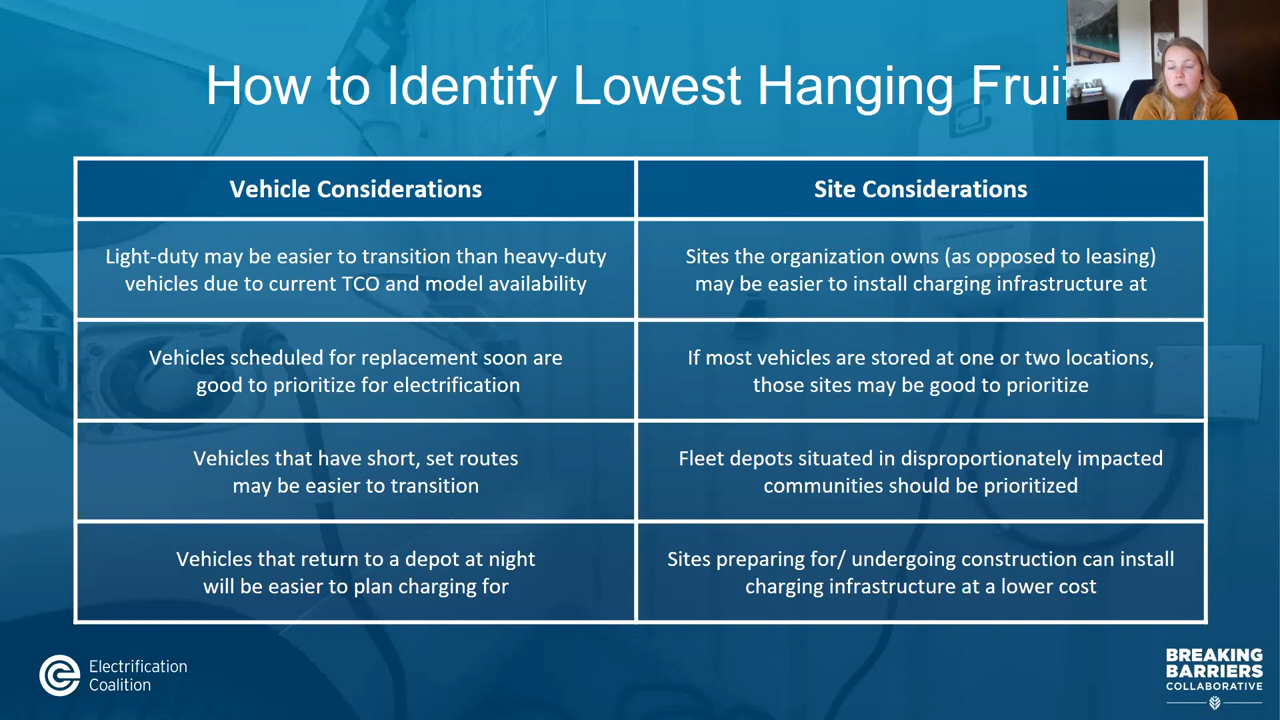 How to Identify Lowest Hanging Frui
Vehicle Considerations
Site Considerations
Light-duty may be easier to transition than heavy-duty
vehicles due to current TCO and model availability
Sites the organization owns (as opposed to leasing)
may be easier to install charging infrastructure at
Vehicles scheduled for replacement soon are
good to prioritize for electrification
If most vehicles are stored at one or two locations,
those sites may be good to prioritize
Vehicles that have short, set routes
may be easier to transition
Fleet depots situated in disproportionately impacted
communities should be prioritized
Vehicles that return to a depot at night
will be easier to plan charging for
Sites preparing for/ undergoing construction can install
charging infrastructure at a lower cost
Electrification
Coalition
BREAKING
BARRIERS
COLLABORATIVE